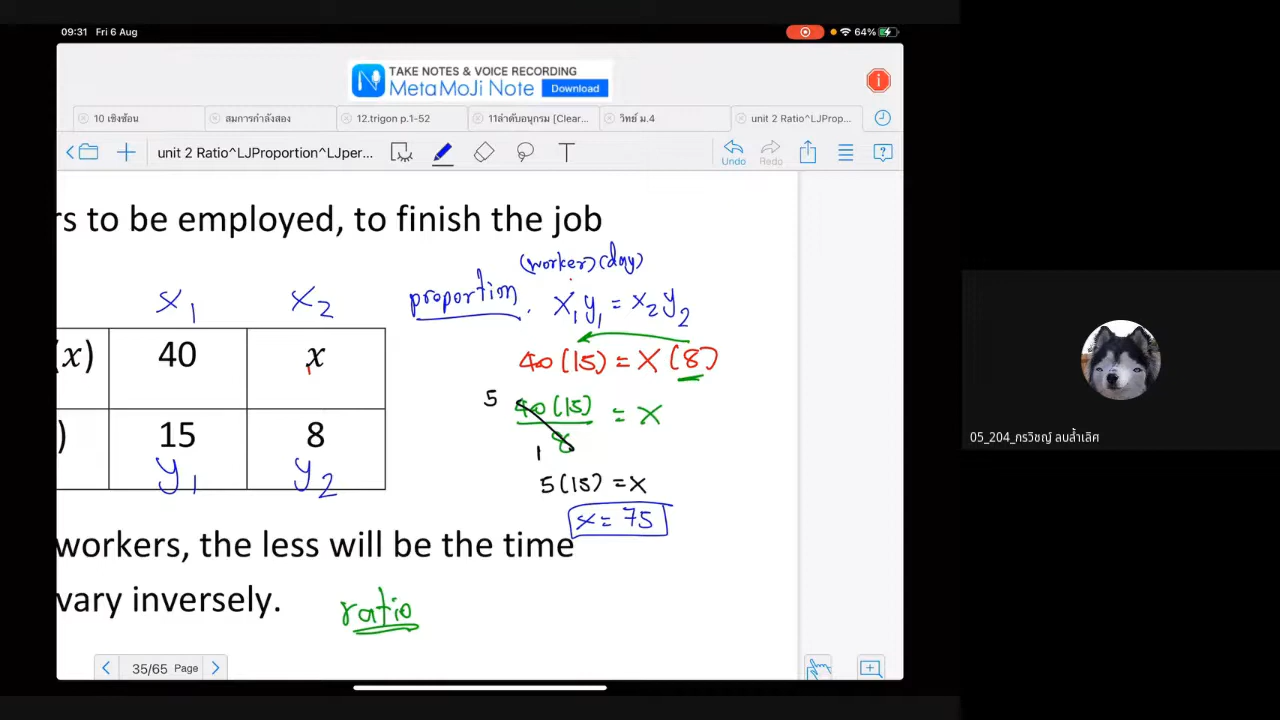 09:31 Fri 6 Aug
64%
TAKE NOTES & VOICE RECORDING
MetaMoJi Note Download
10 เชิงซ้อน
สมการกำลังสอง
12.trigon p.1-52
11ลำดับอนุกรม [Clear...
วิทย์ ม.4
unit 2 Ratio^LJProp...
unit 2 Ratio^LJProportion^LJper...
T
Undo
Redo
rs to be employed, to finish the job
(worker) (day)
x₁ x₂
proportion. x₁y₁ = x₂y₂
(x) 40 x
40(15) = x(8)
40(15)/8 = x
5
1
) 15 8
y₁ y₂
5(15) = x
x = 75
workers, the less will be the time
vary inversely.
ratio
35/65 Page
05_204_กรวิชญ์ ลบล้ำเลิศ